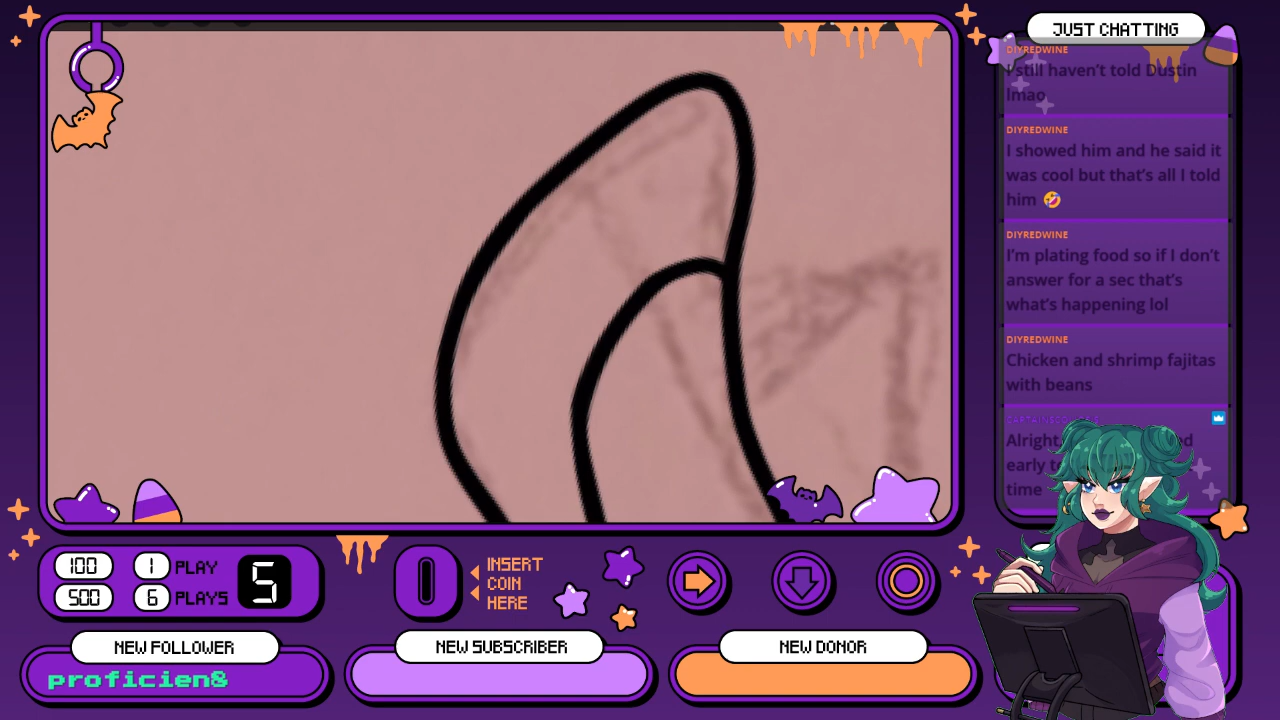 JUST CHATTING
DIYREDWINE
I still haven't told Dustin
lmao
DIYREDWINE
I showed him and he said it
was cool but that's all I told
him 🤣
DIYREDWINE
I'm plating food so if I don't
answer for a sec that's
what's happening lol
DIYREDWINE
Chicken and shrimp fajitas
with beans
Alright
early
time
100
1 PLAY
500
6 PLAYS
5
INSERT
COIN
HERE
NEW FOLLOWER
proficien8
NEW SUBSCRIBER
NEW DONOR